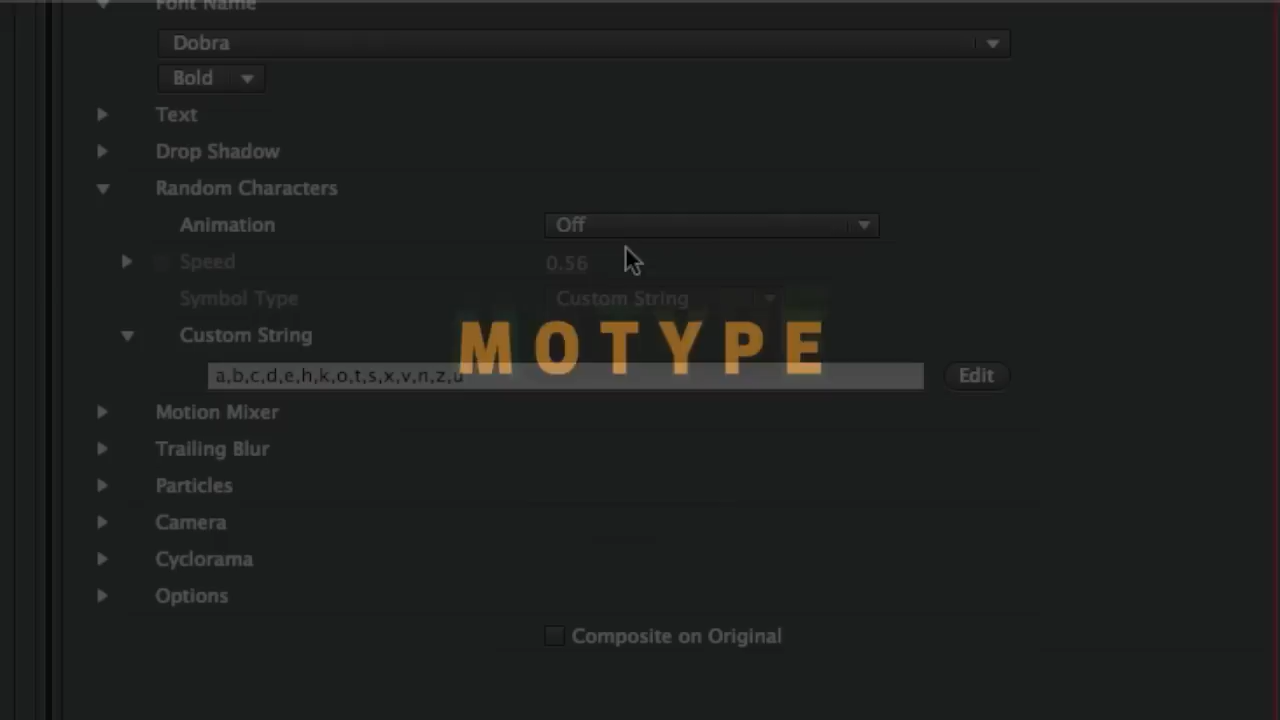 Font Name
Dobra
Bold
Text
Drop Shadow
Random Characters
Animation Off
Speed 0.56
Symbol Type Custom String
Custom String
MOTYPE
a,b,c,d,e,h,k,o,t,s,x,v,n,z,u Edit
Motion Mixer
Trailing Blur
Particles
Camera
Cyclorama
Options
Composite on Original